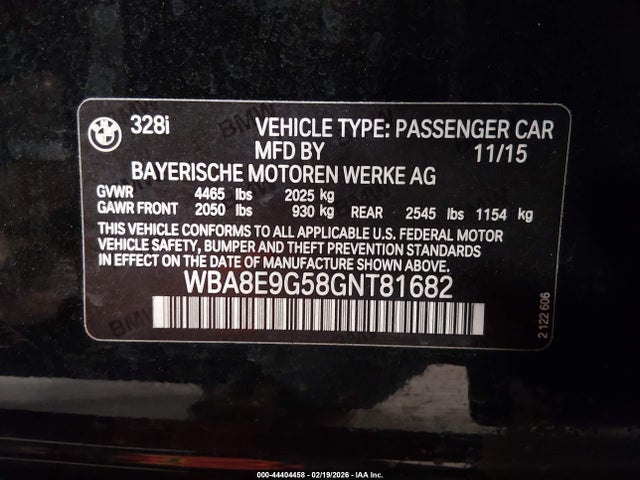 BMW 328i VEHICLE TYPE: PASSENGER CAR
MFD BY 11/15
BAYERISCHE MOTOREN WERKE AG
GVWR 4465 lbs 2025 kg
GAWR FRONT 2050 lbs 930 kg REAR 2545 lbs 1154 kg
THIS VEHICLE CONFORMS TO ALL APPLICABLE U.S. FEDERAL MOTOR
VEHICLE SAFETY, BUMPER AND THEFT PREVENTION STANDARDS
IN EFFECT ON THE DATE OF MANUFACTURE SHOWN ABOVE.
WBA8E9G58GNT81682
2 122 606
000-44404458 - 02/19/2026 - IAA Inc.